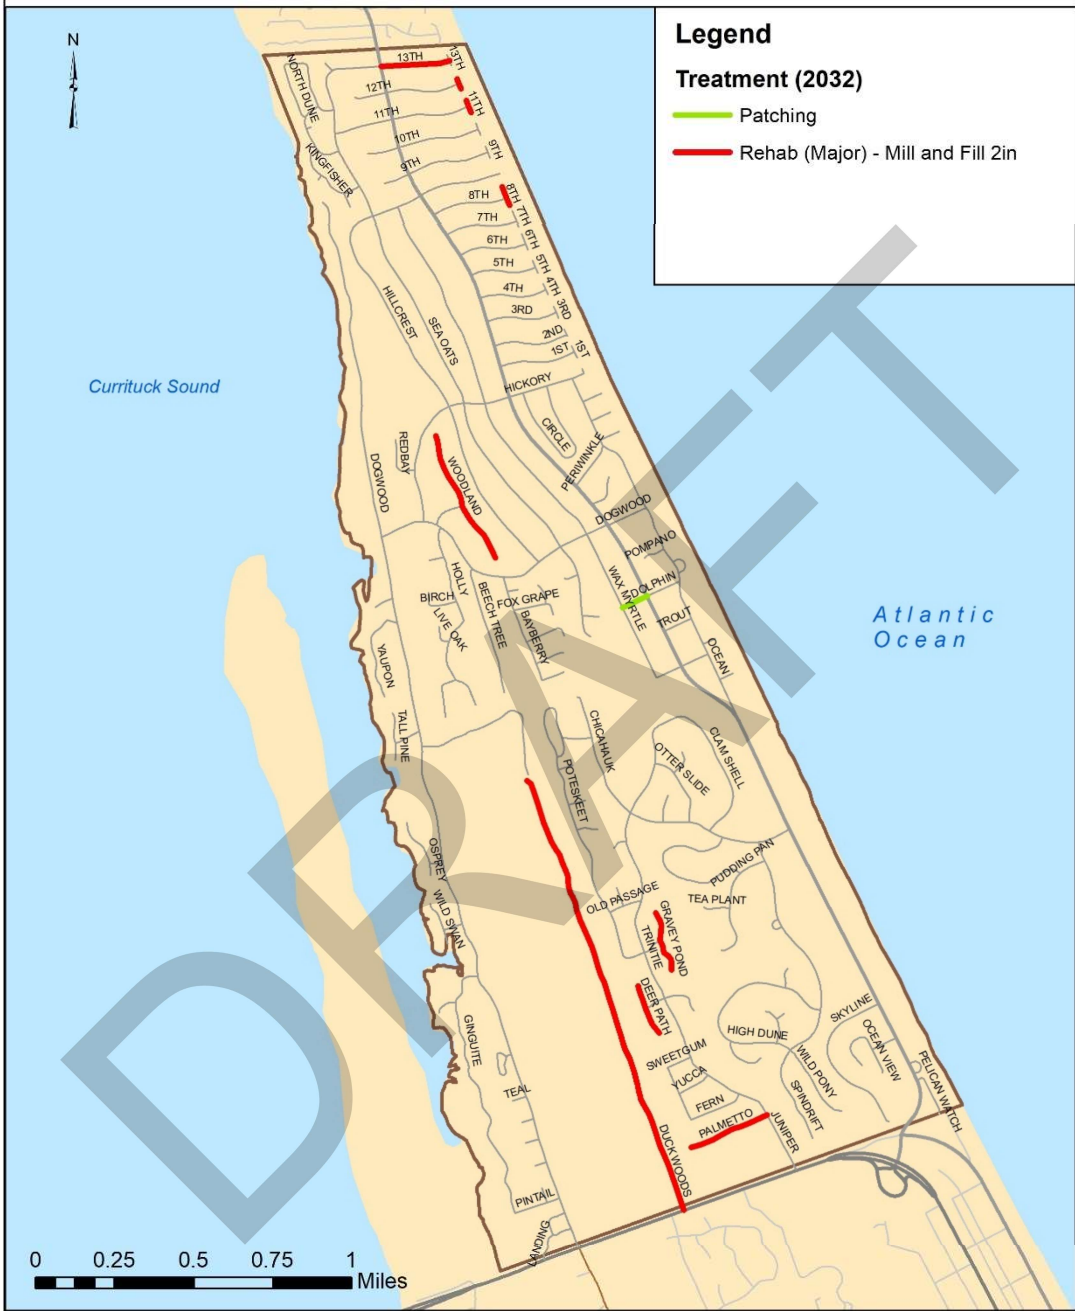 Legend
Treatment (2032)
Patching
Rehab (Major) - Mill and Fill 2in
N
13TH
13TH
NORTH DUNE
12TH
11TH
11TH
10TH
9TH
KINGFISHER
9TH
8TH
8TH
7TH
7TH
6TH
6TH
5TH
5TH
4TH
4TH
3RD
3RD
HILLCREST
SEA OATS
2ND
1ST
1ST
Currituck Sound
HICKORY
CIRCLE
PERIWINKLE
REDBAY
DOGWOOD
WOODLAND
DOGWOOD
POMPANO
HOLLY
BIRCH
LIVE OAK
BEECH TREE
FOX GRAPE
BAYBERRY
WAX MYRTLE
DOLPHIN
TROUT
Atlantic
Ocean
YAUPON
OCEAN
TALL PINE
CHICAHAUK
POTESKEET
OTTER SLIDE
CLAM SHELL
OSPREY
PUDDING PAN
WILD SWAN
OLD PASSAGE
TEA PLANT
GRAVEY POND
TRINITIE
DEER PATH
GINGUITE
SKYLINE
HIGH DUNE
OCEAN VIEW
SWEETGUM
WILD PONY
YUCCA
SPINDRIFT
PELICAN WATCH
TEAL
FERN
PALMETTO
JUNIPER
DUCK WOODS
PINTAIL
LANDING
0 0.25 0.5 0.75 1
Miles
DRAFT